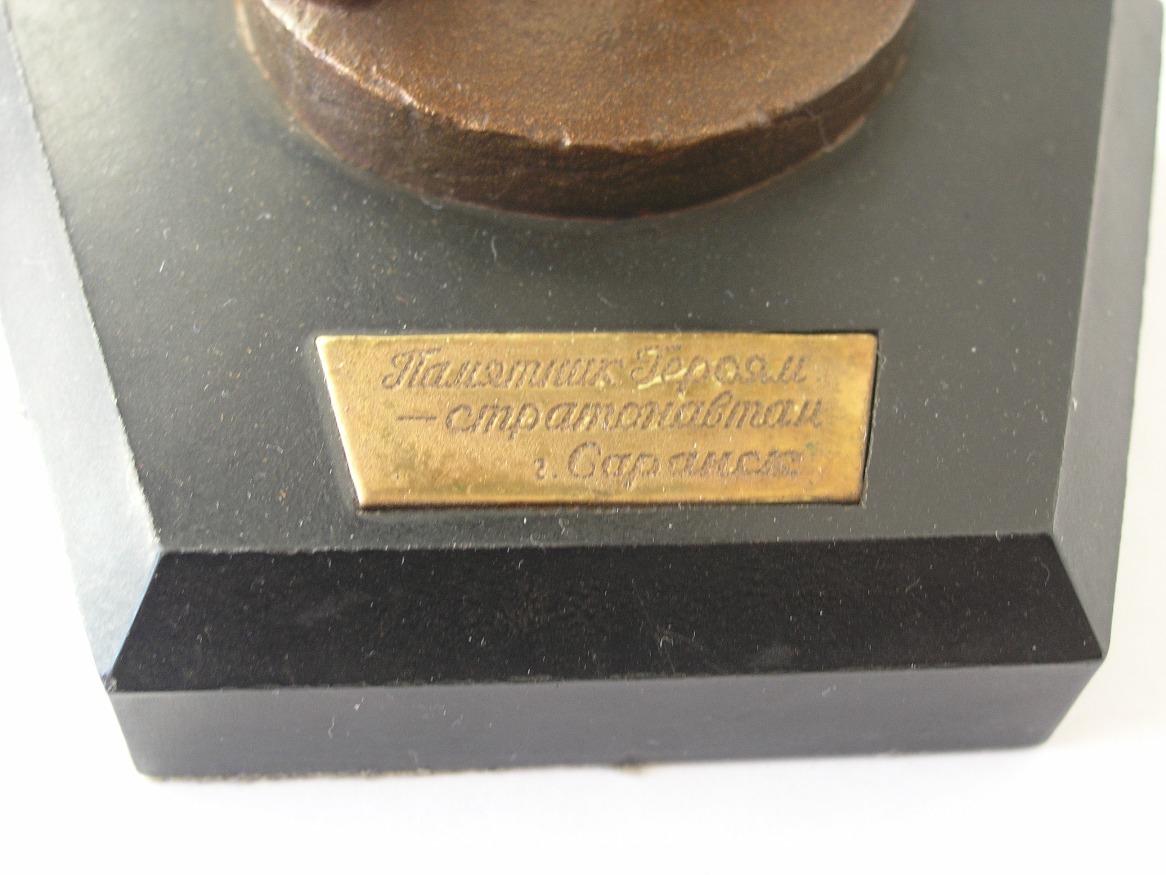 Памятник Героям
—стратонавтам
г. Саранск